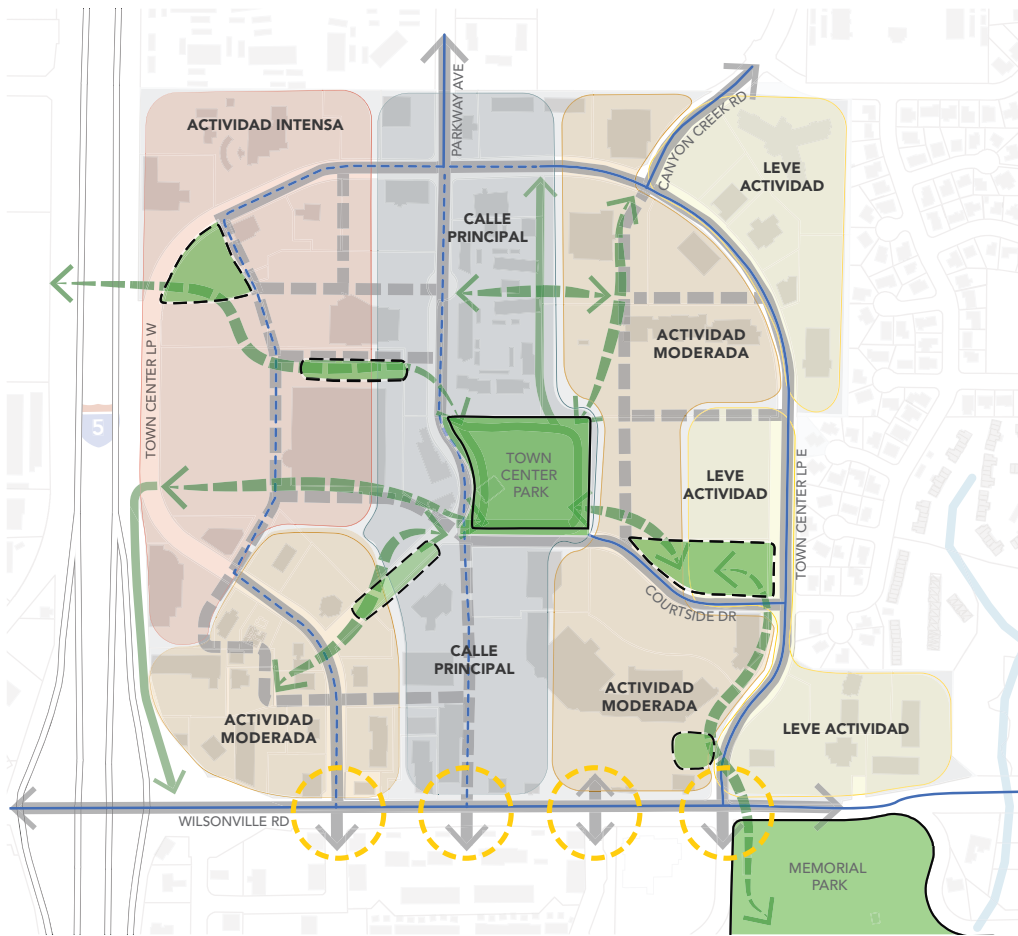 PARKWAY AVE
CANYON CREEK RD
ACTIVIDAD INTENSA
LEVE
ACTIVIDAD
CALLE
PRINCIPAL
ACTIVIDAD
MODERADA
TOWN CENTER LP W
5
TOWN
CENTER
PARK
LEVE
ACTIVIDAD
TOWN CENTER LP E
COURTSIDE DR
CALLE
PRINCIPAL
ACTIVIDAD
MODERADA
ACTIVIDAD
MODERADA
LEVE ACTIVIDAD
WILSONVILLE RD
MEMORIAL
PARK